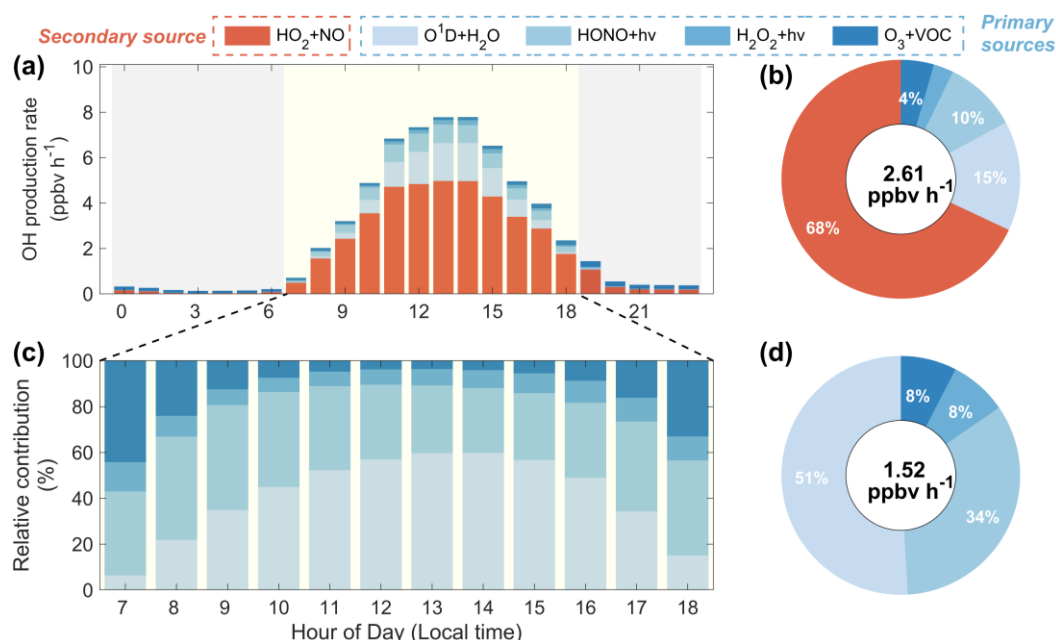 Secondary source
HO2+NO
O1D+H2O
HONO+hv
H2O2+hv
O3+VOC
Primary sources
(a)
10
8
6
4
2
0
OH production rate
(ppbv h-1)
0 3 6 9 12 15 18 21
(b)
4%
10%
15%
68%
2.61
ppbv h-1
(c)
100
80
60
40
20
0
Relative contribution
(%)
7 8 9 10 11 12 13 14 15 16 17 18
Hour of Day (Local time)
(d)
8%
8%
34%
51%
1.52
ppbv h-1